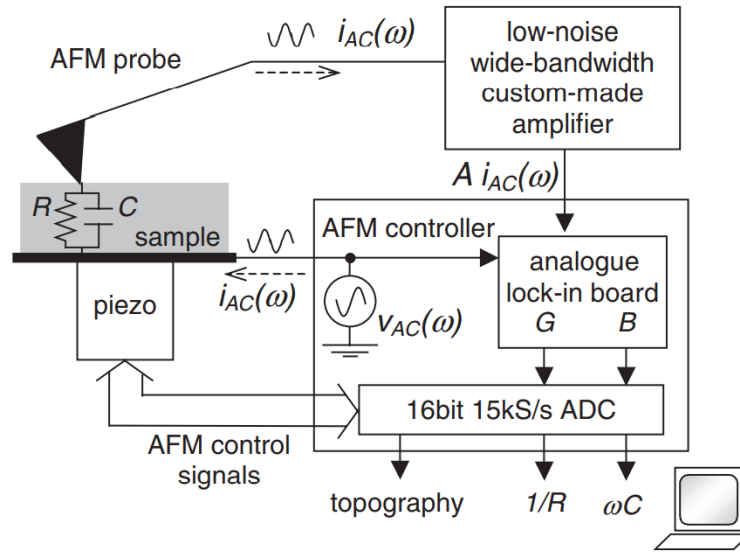 AFM probe
i_AC(ω)
low-noise
wide-bandwidth
custom-made
amplifier
A i_AC(ω)
R
C
sample
AFM controller
i_AC(ω)
v_AC(ω)
analogue
lock-in board
G B
piezo
16bit 15kS/s ADC
AFM control
signals
topography
1/R
ωC